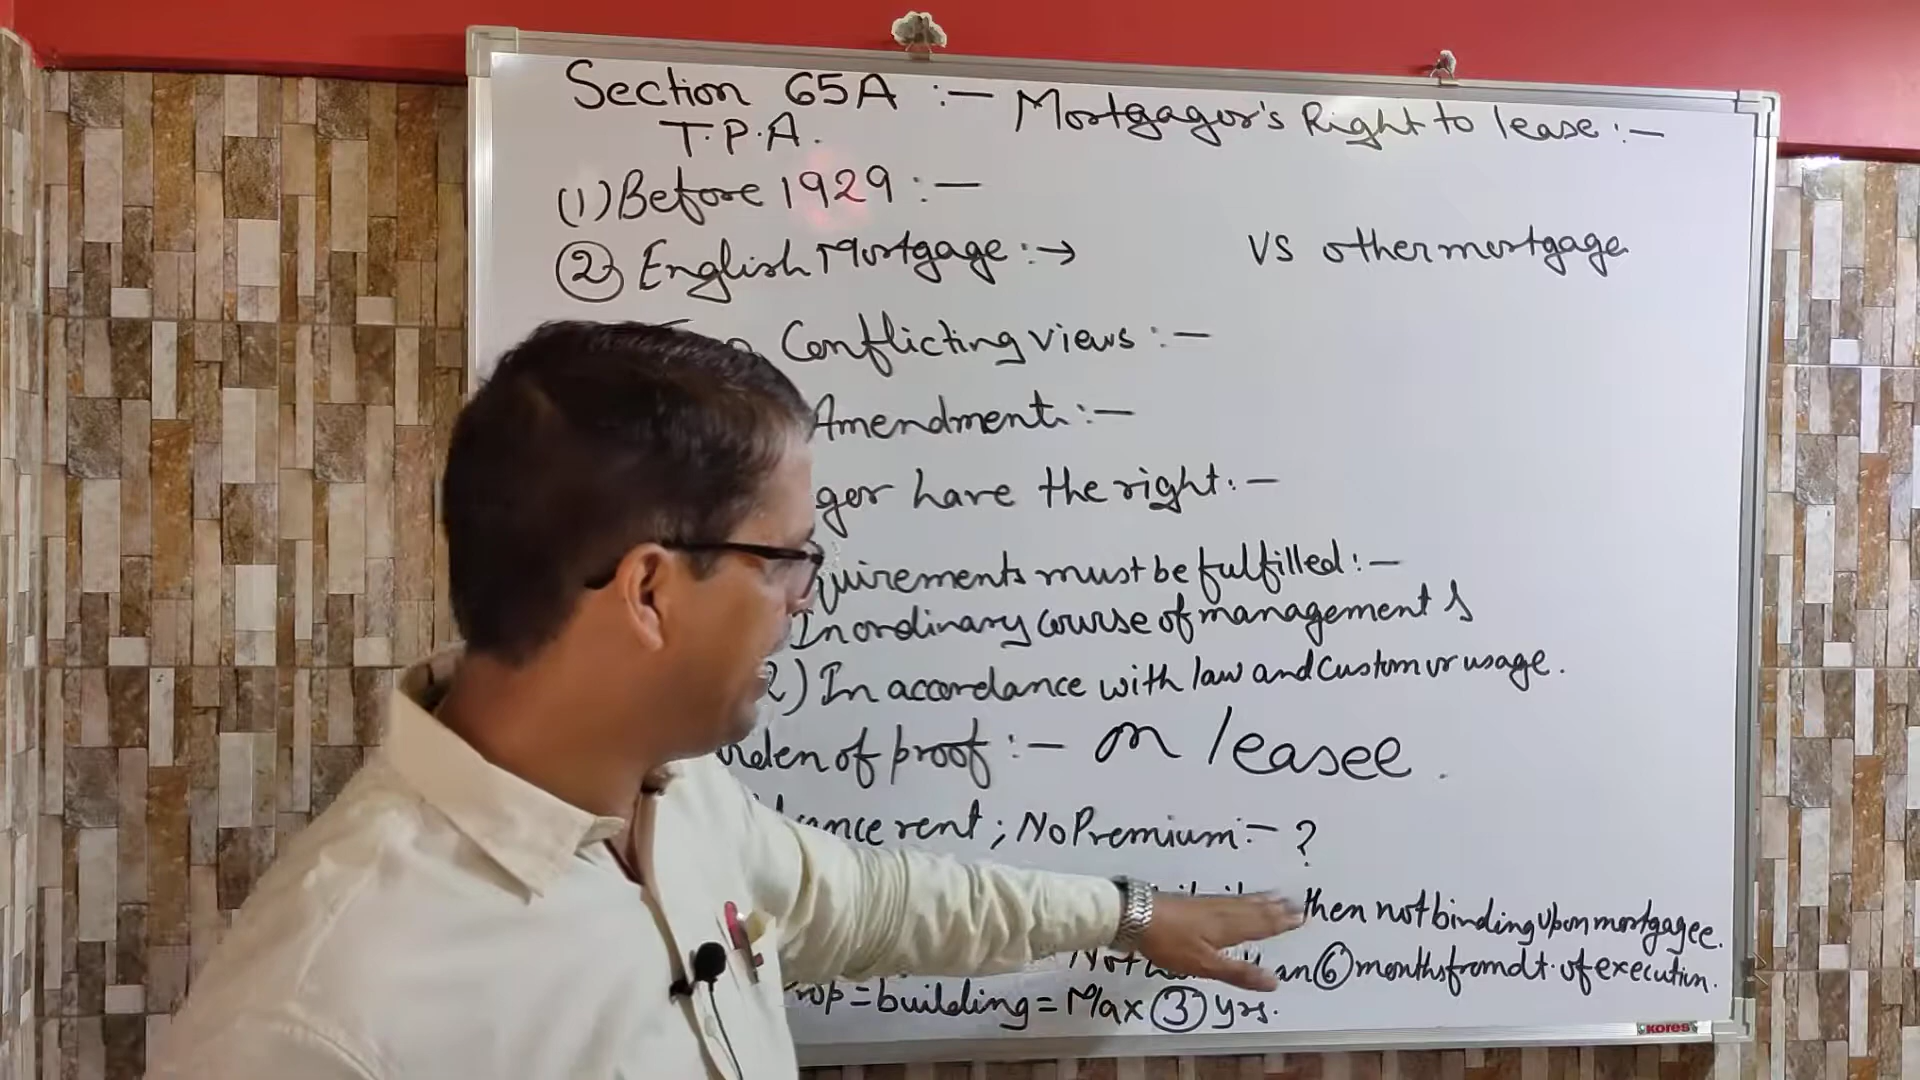 Section 65A :— Mortgagor's Right to lease :—
T.P.A.
(1) Before 1929 :—
(2) English Mortgage :→ VS other mortgage
Conflicting views :—
Amendment :—
gor have the right :—
quirements must be fulfilled :—
In ordinary course of management &
2) In accordance with law and custom or usage.
rden of proof :— on leasee.
ance rent ; No Premium :— ?
then not binding upon mortgagee.
an (6) months from dt. of execution.
rop = building = Max (3) yrs.
KORES